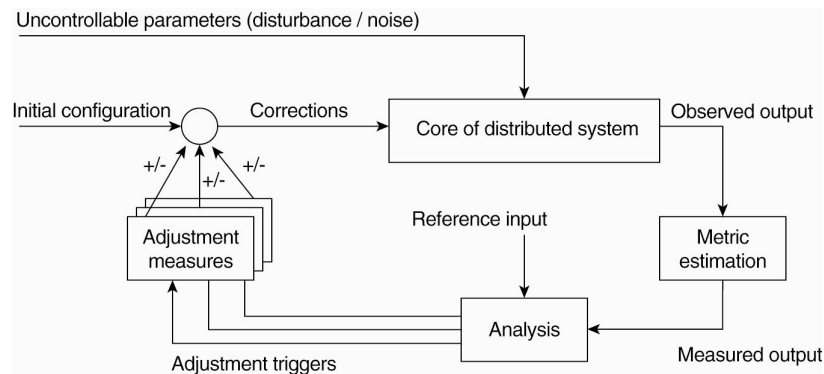 Uncontrollable parameters (disturbance / noise)
Initial configuration
Corrections
Core of distributed system
Observed output
+/-
+/-
+/-
Reference input
Adjustment
measures
Metric
estimation
Analysis
Adjustment triggers
Measured output